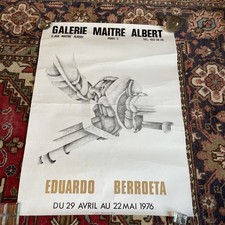 GALERIE MAITRE ALBERT
EDUARDO BERROETA
DU 29 AVRIL AU 22 MAI 1976